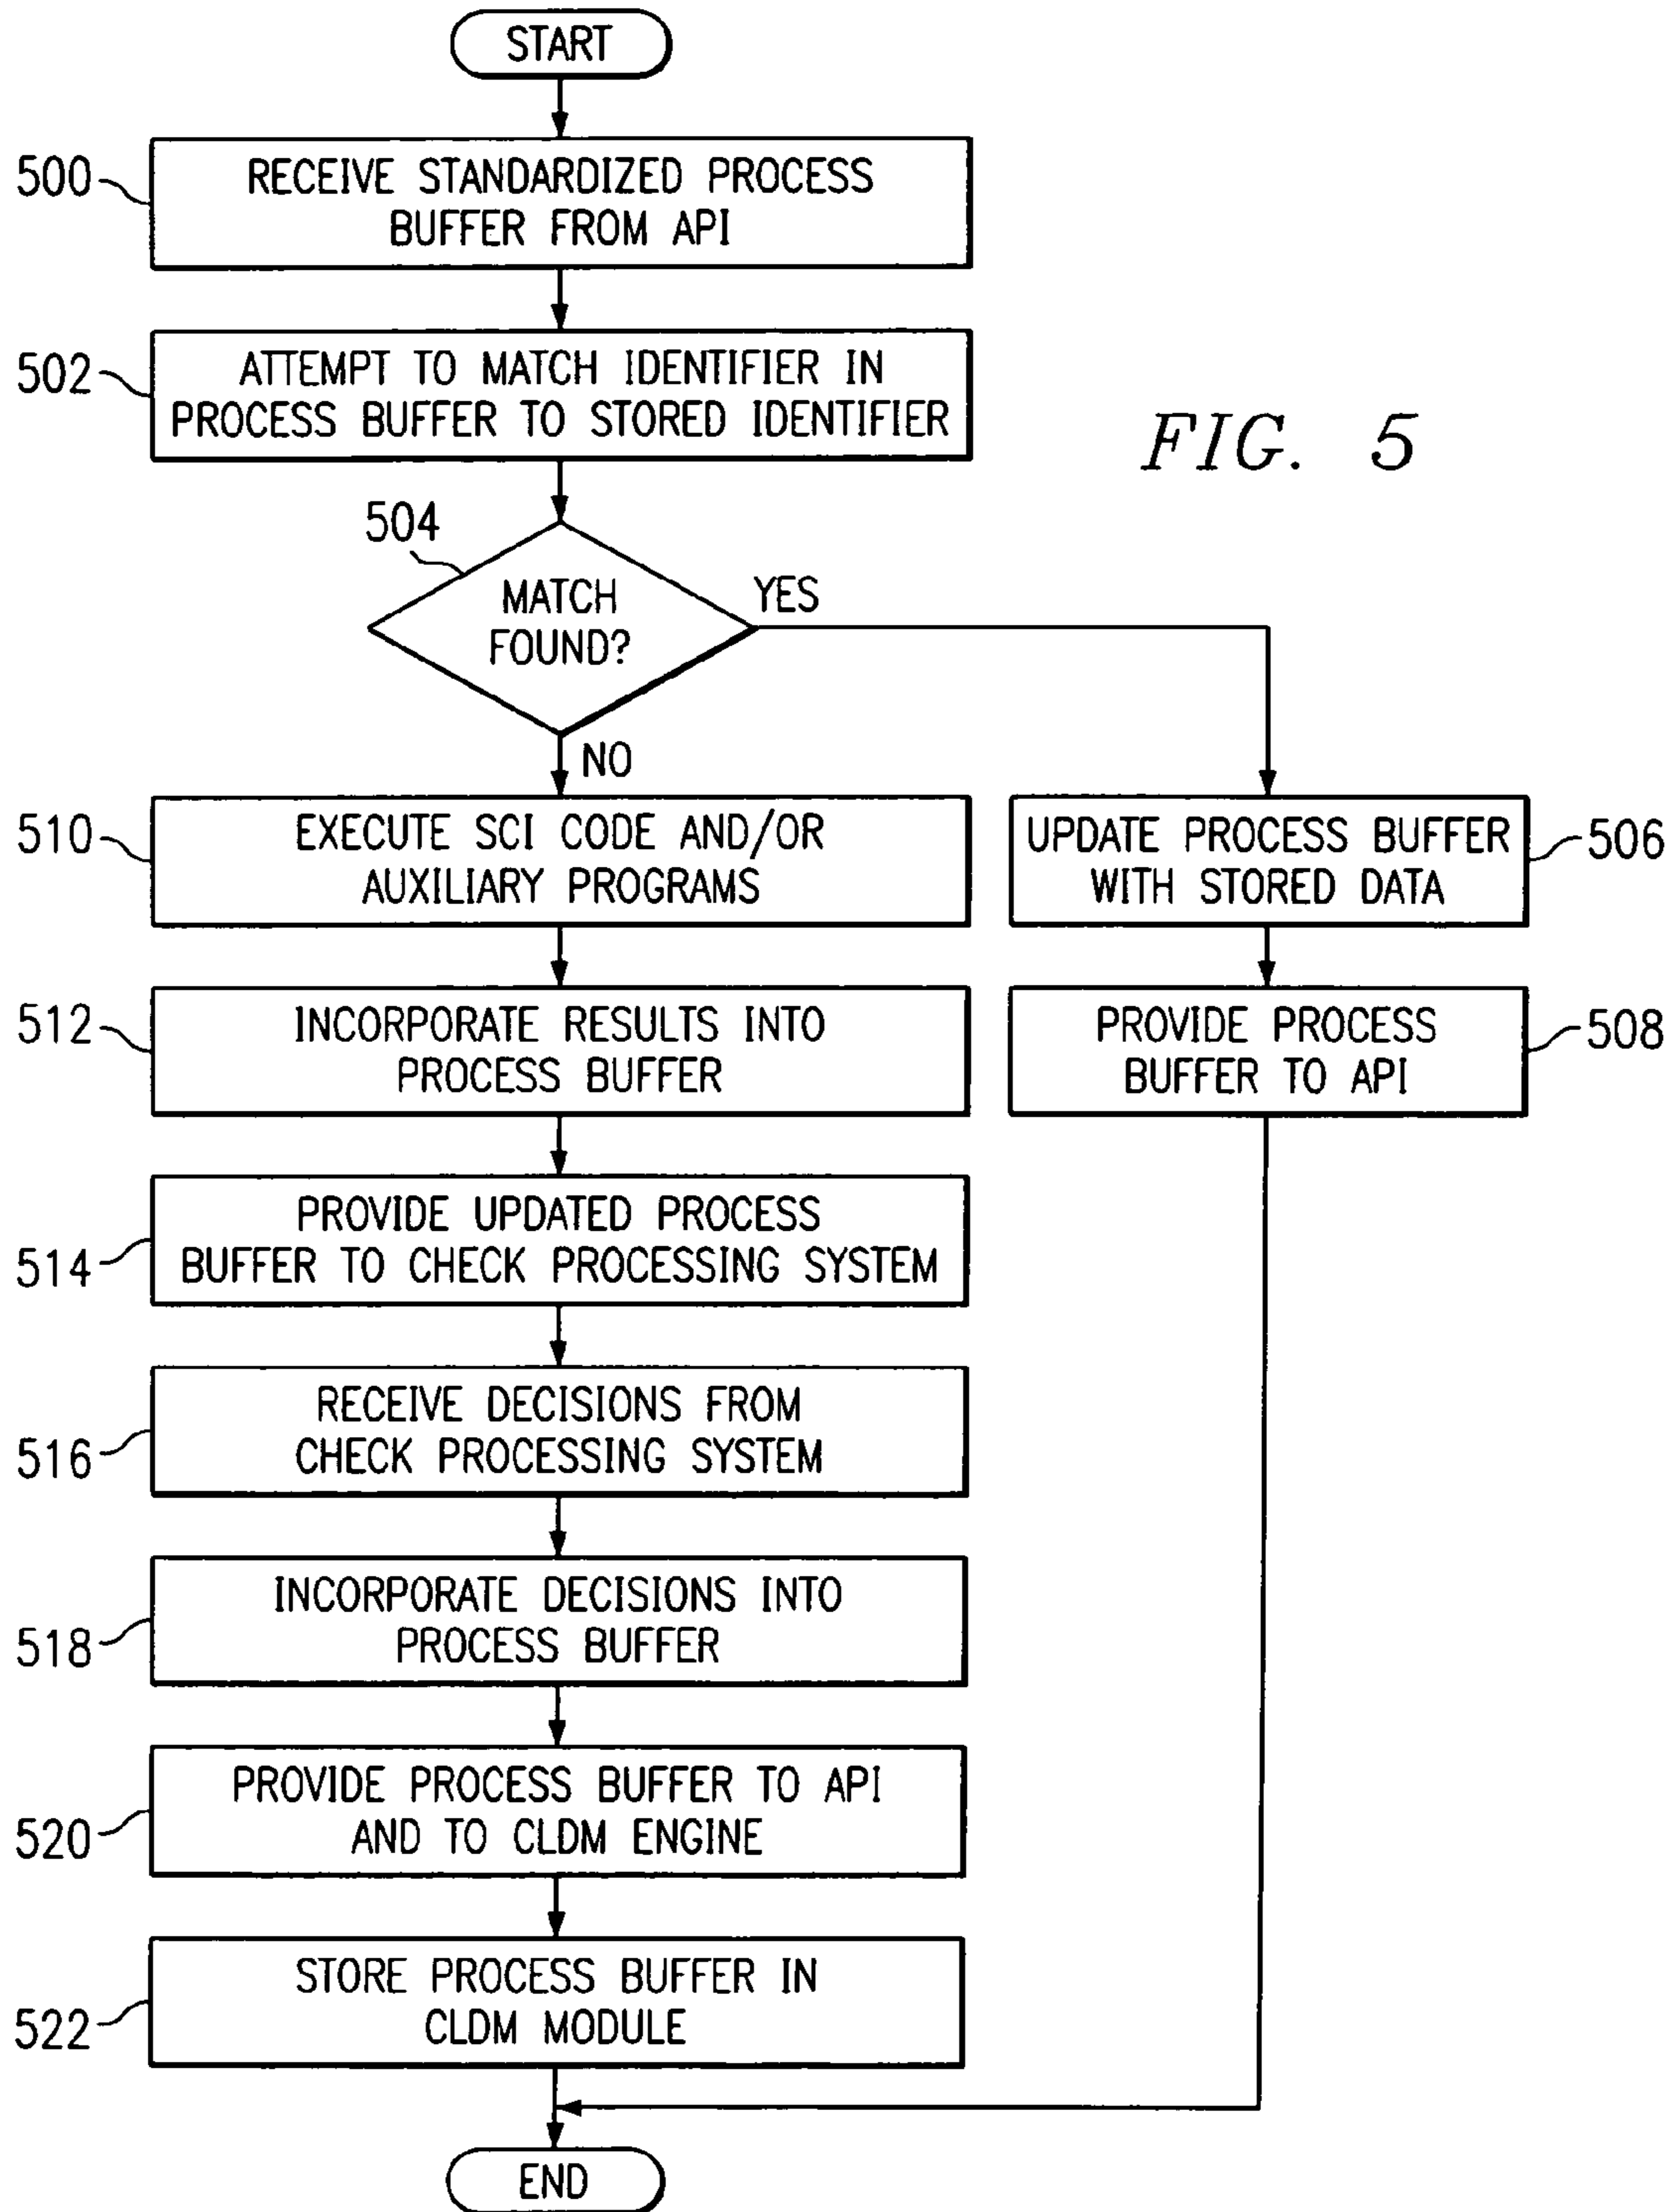 START
500
RECEIVE STANDARDIZED PROCESS
BUFFER FROM API
502
ATTEMPT TO MATCH IDENTIFIER IN
PROCESS BUFFER TO STORED IDENTIFIER
FIG. 5
504
MATCH
FOUND?
YES
NO
510
EXECUTE SCI CODE AND/OR
AUXILIARY PROGRAMS
UPDATE PROCESS BUFFER
WITH STORED DATA
506
512
INCORPORATE RESULTS INTO
PROCESS BUFFER
PROVIDE PROCESS
BUFFER TO API
508
514
PROVIDE UPDATED PROCESS
BUFFER TO CHECK PROCESSING SYSTEM
516
RECEIVE DECISIONS FROM
CHECK PROCESSING SYSTEM
518
INCORPORATE DECISIONS INTO
PROCESS BUFFER
520
PROVIDE PROCESS BUFFER TO API
AND TO CLDM ENGINE
522
STORE PROCESS BUFFER IN
CLDM MODULE
END